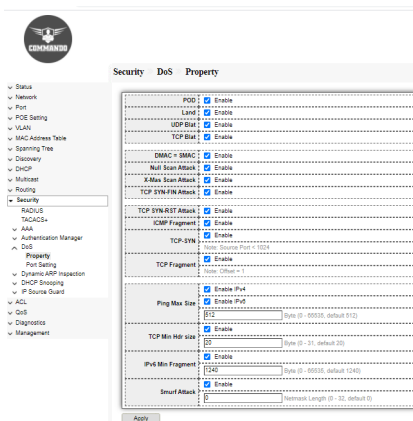 COMMANDO
Security DoS Property
Status
Network
Port
POE Setting
VLAN
MAC Address Table
Spanning Tree
Discovery
DHCP
Multicast
Routing
Security
RADIUS
TACACS+
AAA
Authentication Manager
DoS
Property
Port Setting
Dynamic ARP Inspection
DHCP Snooping
IP Source Guard
ACL
QoS
Diagnostics
Management
POD Enable
Land Enable
UDP Blat Enable
TCP Blat Enable
DMAC = SMAC Enable
Null Scan Attack Enable
X-Mas Scan Attack Enable
TCP SYN-FIN Attack Enable
TCP SYN-RST Attack Enable
ICMP Fragment Enable
TCP-SYN Enable
Note: Source Port < 1024
TCP Fragment Enable
Note: Offset = 1
Ping Max Size Enable IPv4
Enable IPv6
512 Byte (0 - 65535, default 512)
TCP Min Hdr size Enable
20 Byte (0 - 31, default 20)
IPv6 Min Fragment Enable
1240 Byte (0 - 65535, default 1240)
Smurf Attack Enable
0 Netmask Length (0 - 32, default 0)
Apply